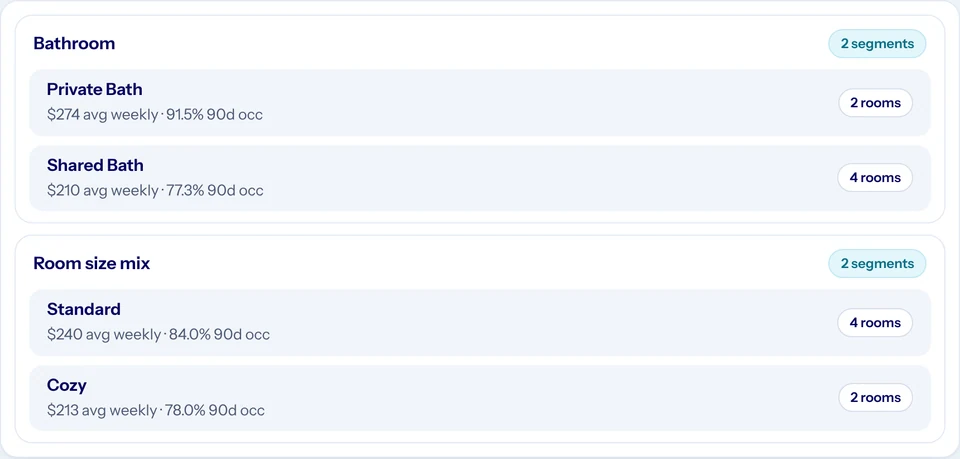 Bathroom
2 segments
Private Bath
$274 avg weekly · 91.5% 90d occ
2 rooms
Shared Bath
$210 avg weekly · 77.3% 90d occ
4 rooms
Room size mix
2 segments
Standard
$240 avg weekly · 84.0% 90d occ
4 rooms
Cozy
$213 avg weekly · 78.0% 90d occ
2 rooms